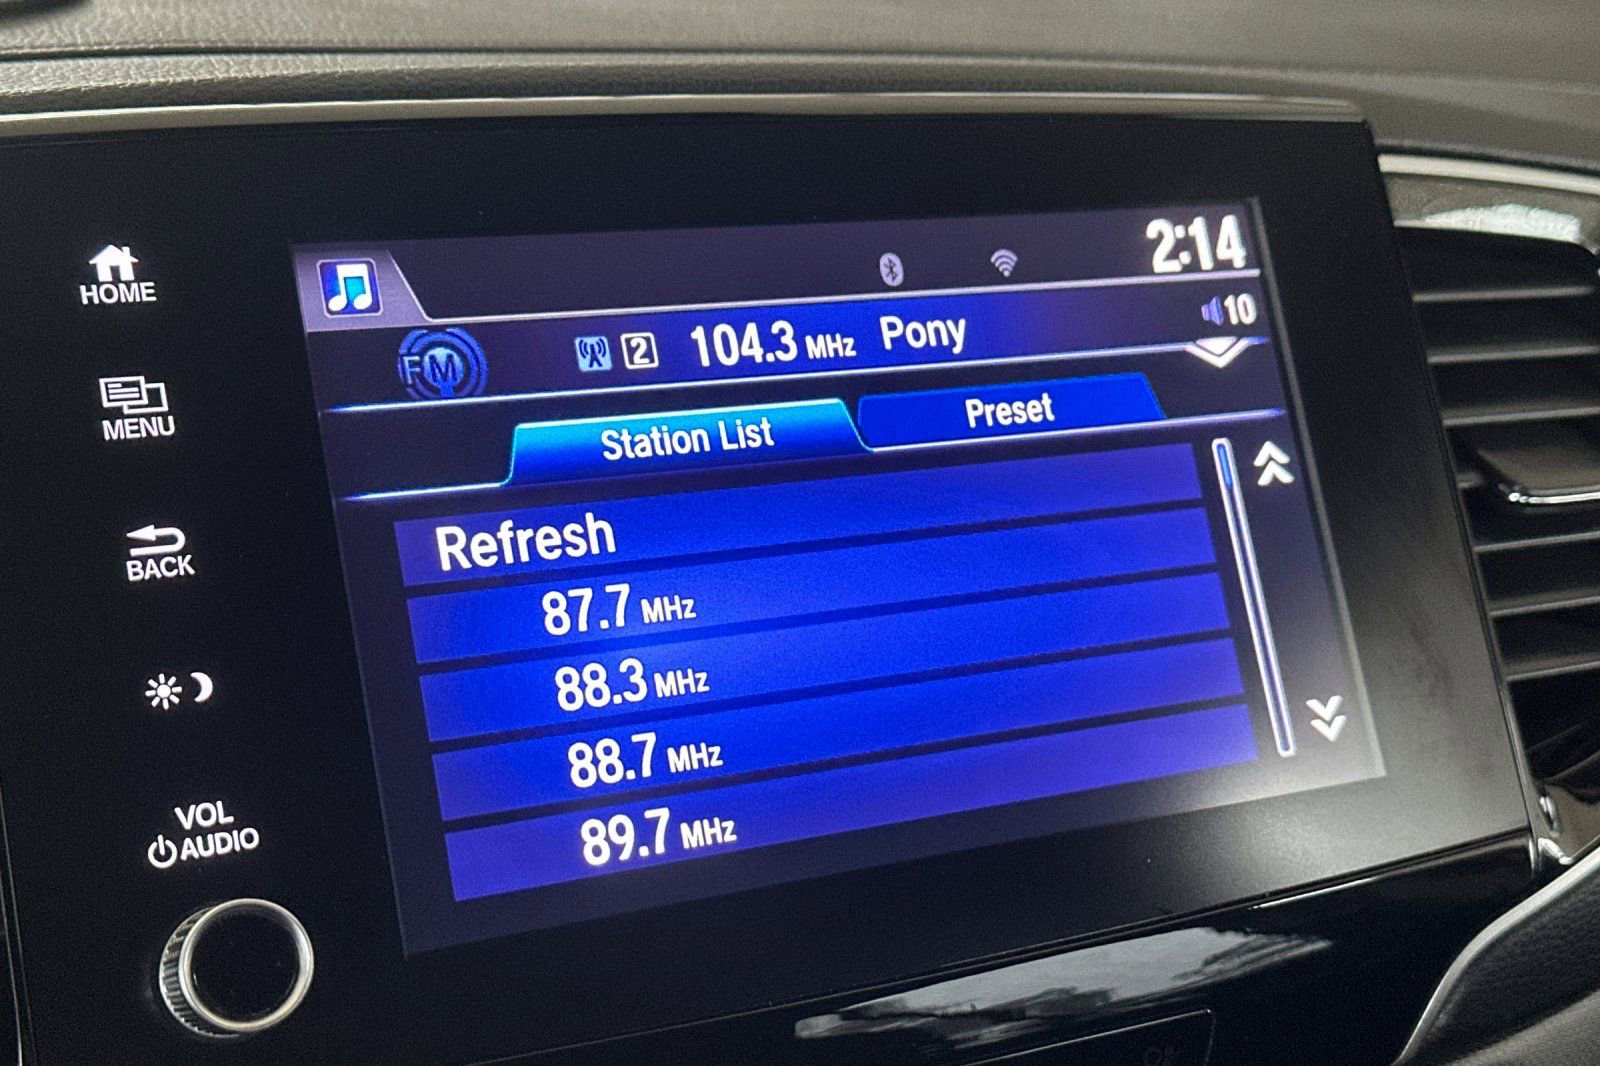 2:14
HOME
FM 2 104.3 MHz Pony 10
Station List Preset
MENU
Refresh
87.7 MHz
BACK
88.3 MHz
88.7 MHz
VOL
AUDIO
89.7 MHz